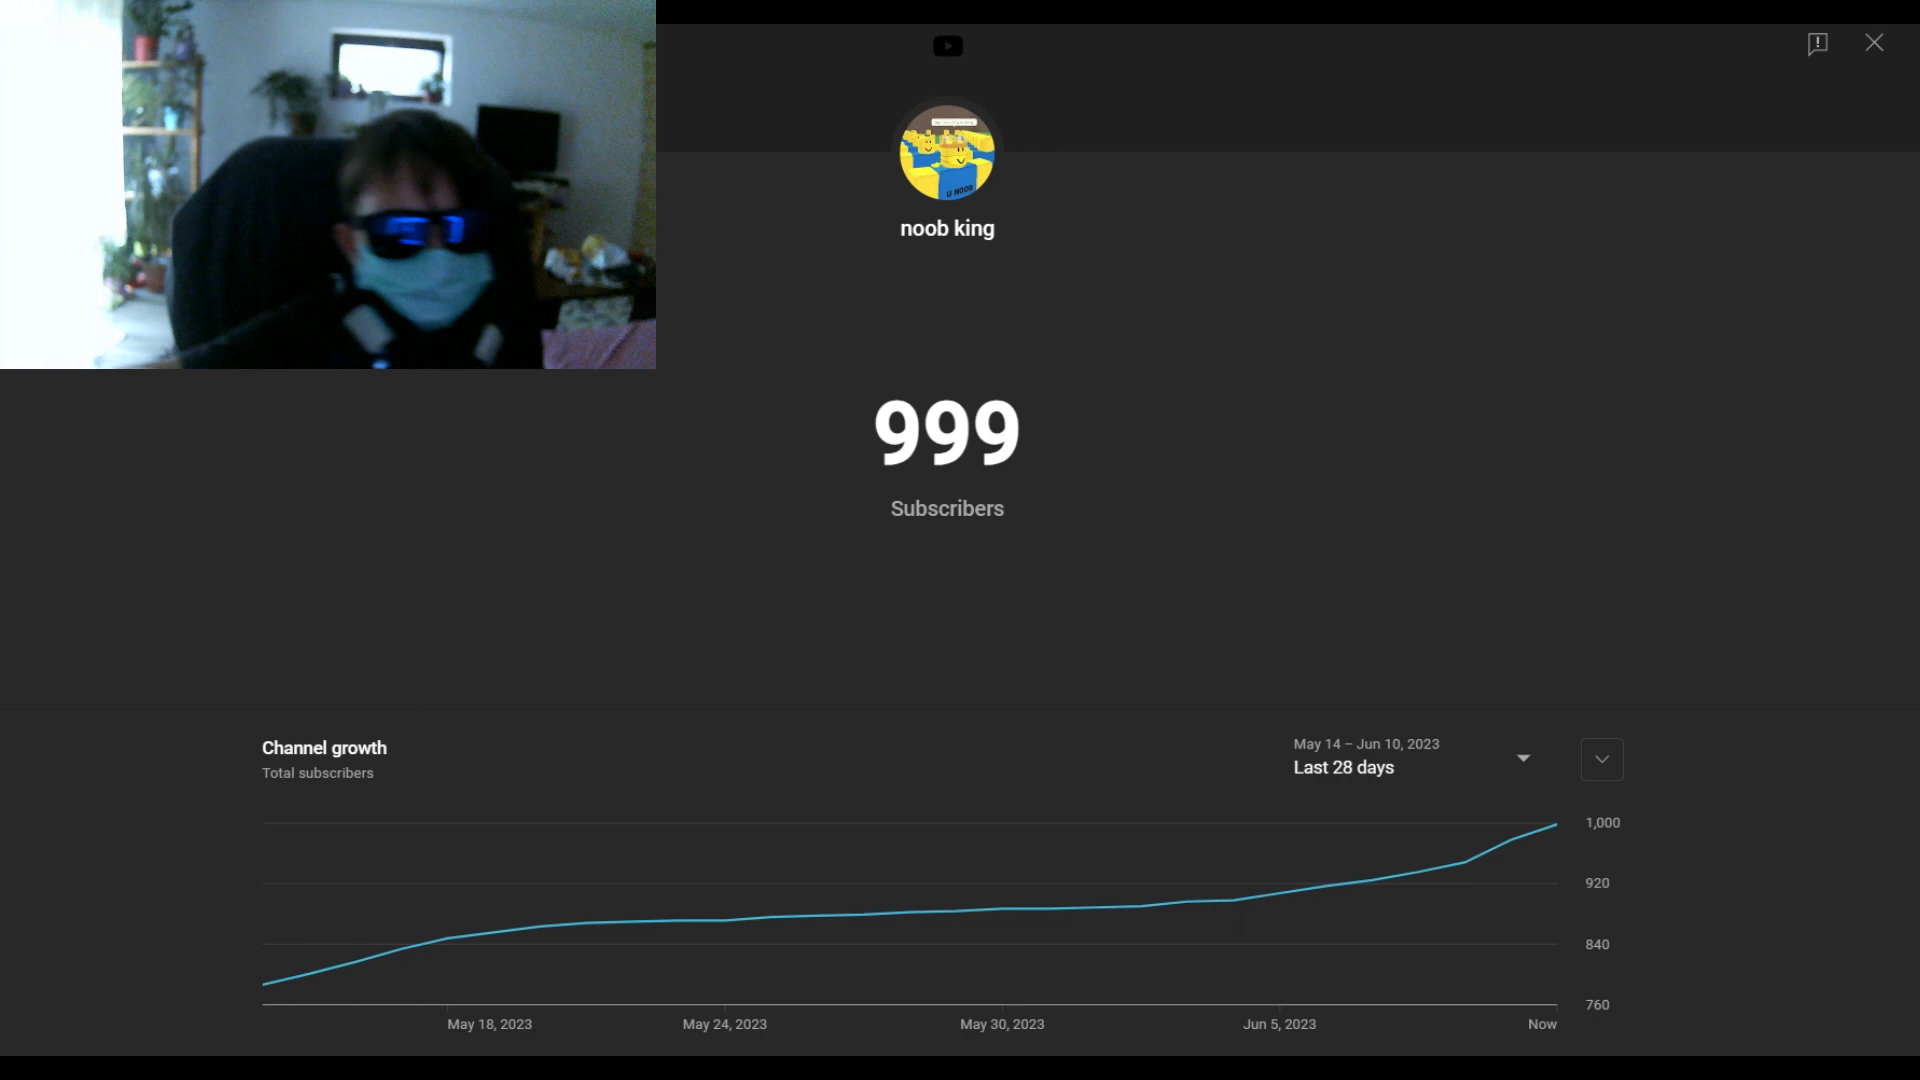 U NOOB
noob king
999
Subscribers
Channel growth
Total subscribers
May 14 – Jun 10, 2023
Last 28 days
1,000
920
840
760
May 18, 2023
May 24, 2023
May 30, 2023
Jun 5, 2023
Now